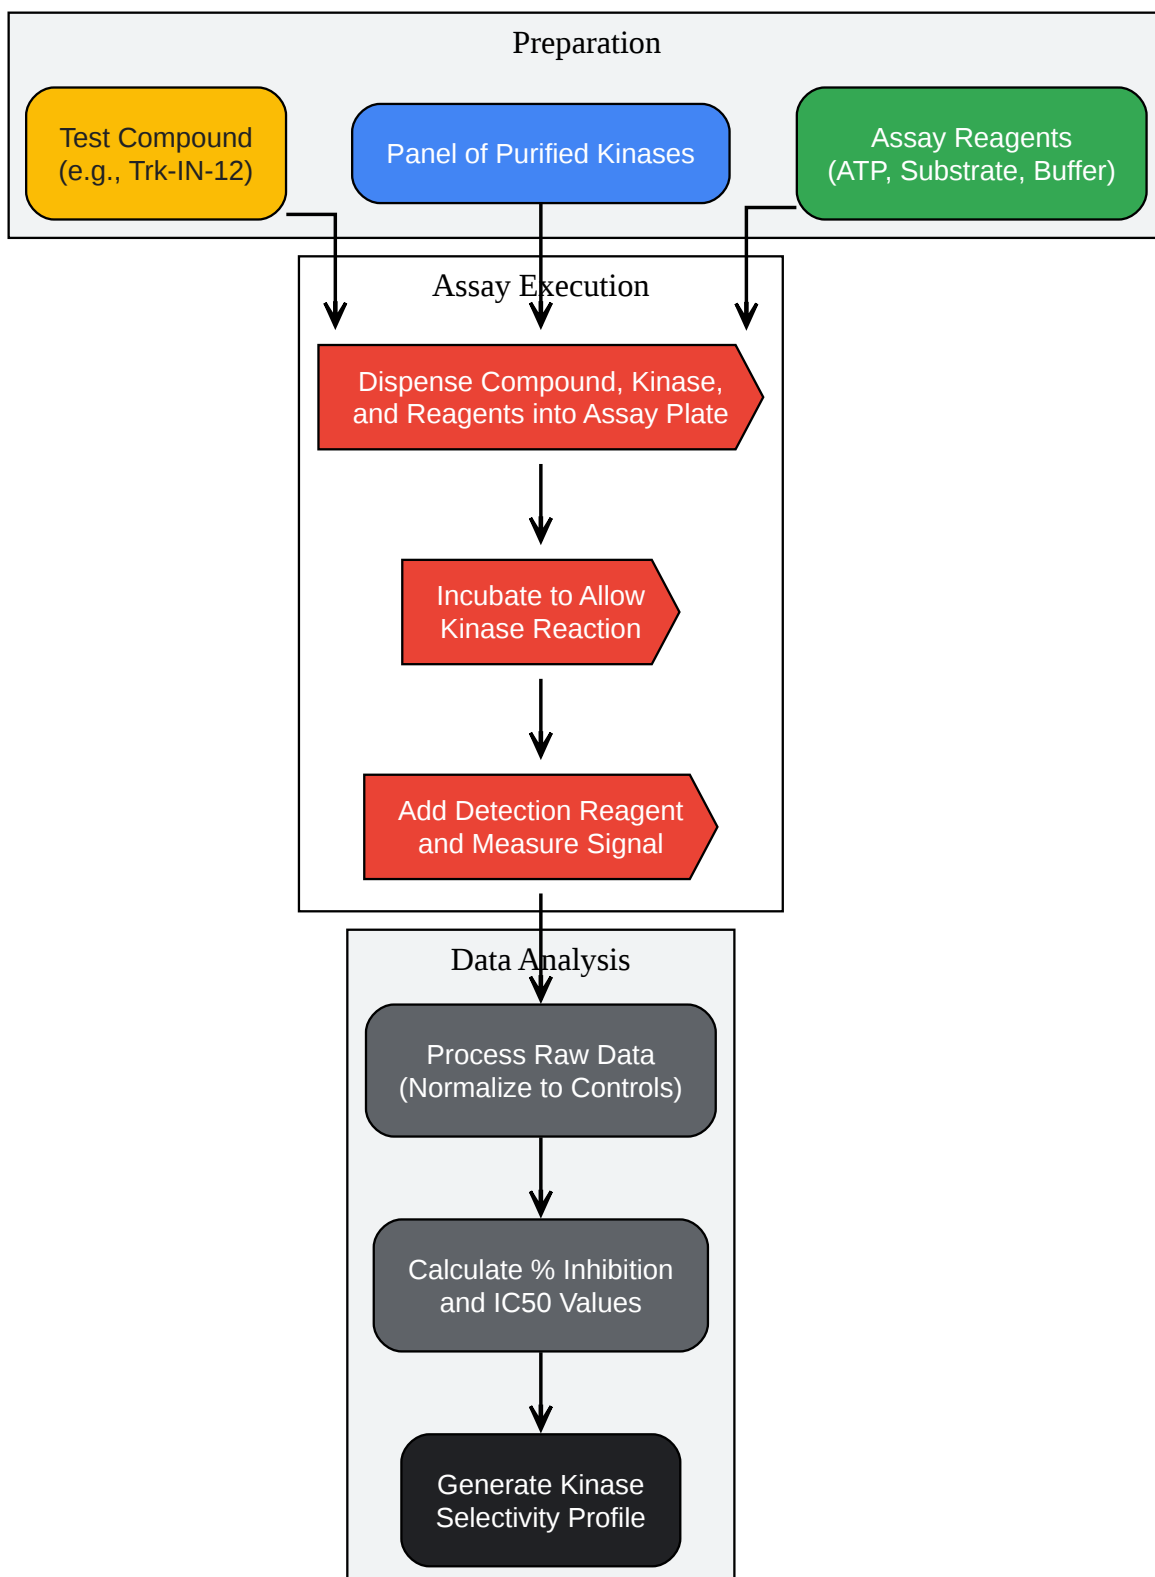 Preparation
Test Compound
(e.g., Trk-IN-12)
Panel of Purified Kinases
Assay Reagents
(ATP, Substrate, Buffer)
Assay Execution
Dispense Compound, Kinase,
and Reagents into Assay Plate
Incubate to Allow
Kinase Reaction
Add Detection Reagent
and Measure Signal
Data Analysis
Process Raw Data
(Normalize to Controls)
Calculate % Inhibition
and IC50 Values
Generate Kinase
Selectivity Profile